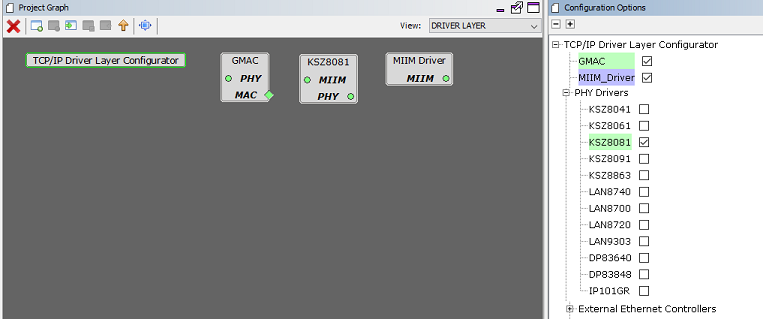 Project Graph
View: DRIVER LAYER
TCP/IP Driver Layer Configurator
GMAC
PHY
MAC
KSZ8081
MIIM
PHY
MIIM Driver
MIIM
Configuration Options
TCP/IP Driver Layer Configurator
GMAC
MIIM_Driver
PHY Drivers
KSZ8041
KSZ8061
KSZ8081
KSZ8091
KSZ8863
LAN8740
LAN8700
LAN8720
LAN9303
DP83640
DP83848
IP101GR
External Ethernet Controllers